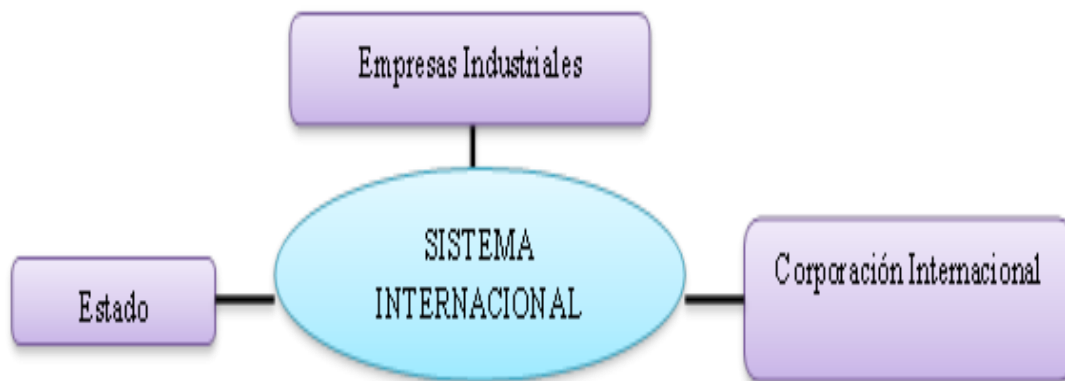 Empresas Industriales
SISTEMA
INTERNACIONAL
Corporación Internacional
Estado